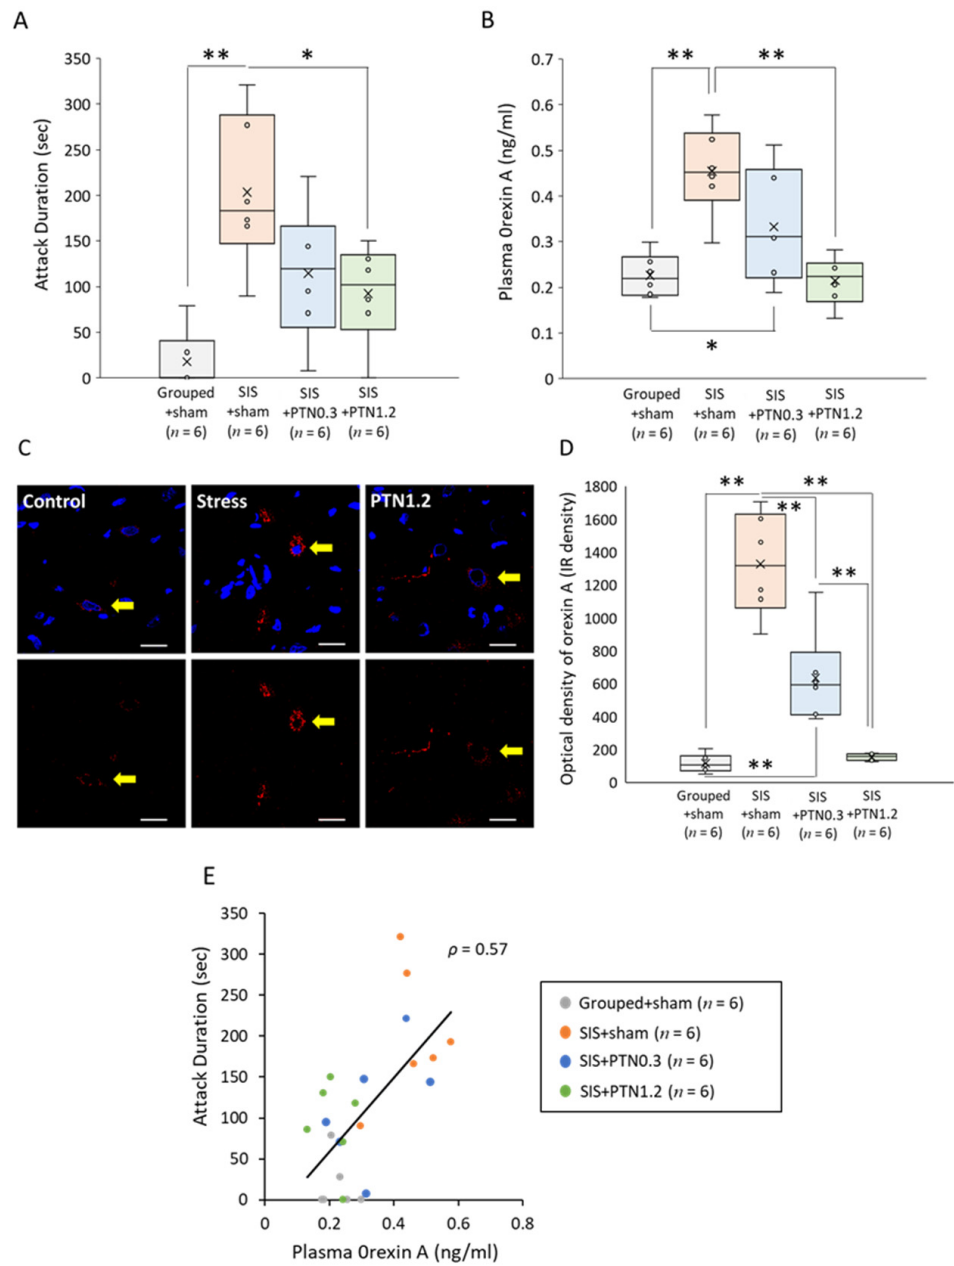 A
Attack Duration (sec)
350
300
250
200
150
100
50
0
** *
Grouped SIS SIS SIS
+sham +sham +PTN0.3 +PTN1.2
(n = 6) (n = 6) (n = 6) (n = 6)
B
Plasma 0rexin A (ng/ml)
0.7
0.6
0.5
0.4
0.3
0.2
0.1
0
** **
*
Grouped SIS SIS SIS
+sham +sham +PTN0.3 +PTN1.2
(n = 6) (n = 6) (n = 6) (n = 6)
C
Control Stress PTN1.2
D
Optical density of orexin A (IR density)
1800
1600
1400
1200
1000
800
600
400
200
0
** **
**
**
**
Grouped SIS SIS SIS
+sham +sham +PTN0.3 +PTN1.2
(n = 6) (n = 6) (n = 6) (n = 6)
E
Attack Duration (sec)
350
300
250
200
150
100
50
0
ρ = 0.57
0 0.2 0.4 0.6 0.8
Plasma 0rexin A (ng/ml)
Grouped+sham (n = 6)
SIS+sham (n = 6)
SIS+PTN0.3 (n = 6)
SIS+PTN1.2 (n = 6)